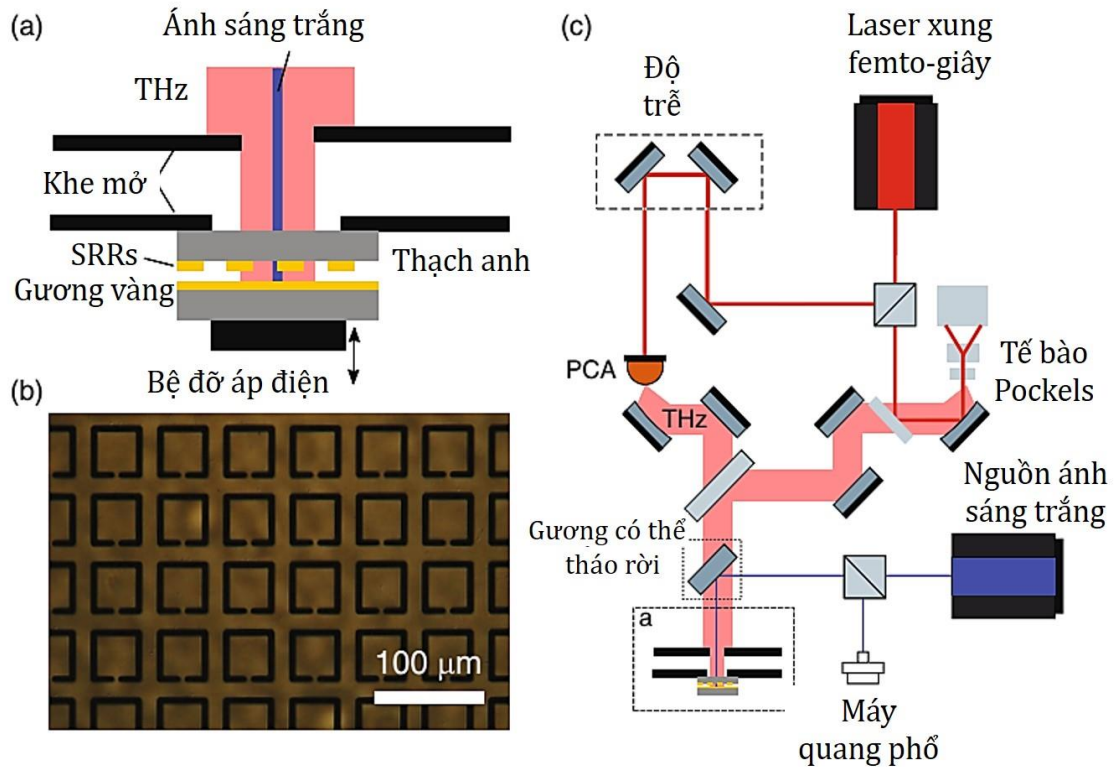 (a)
Ánh sáng trắng
THz
Khe mở
SRRs
Thạch anh
Gương vàng
Bệ đỡ áp điện
(b)
100 μm
(c)
Laser xung
femto-giây
Độ
trễ
PCA
THz
Tế bào
Pockels
Nguồn ánh
sáng trắng
Gương có thể
tháo rời
a
Máy
quang phổ